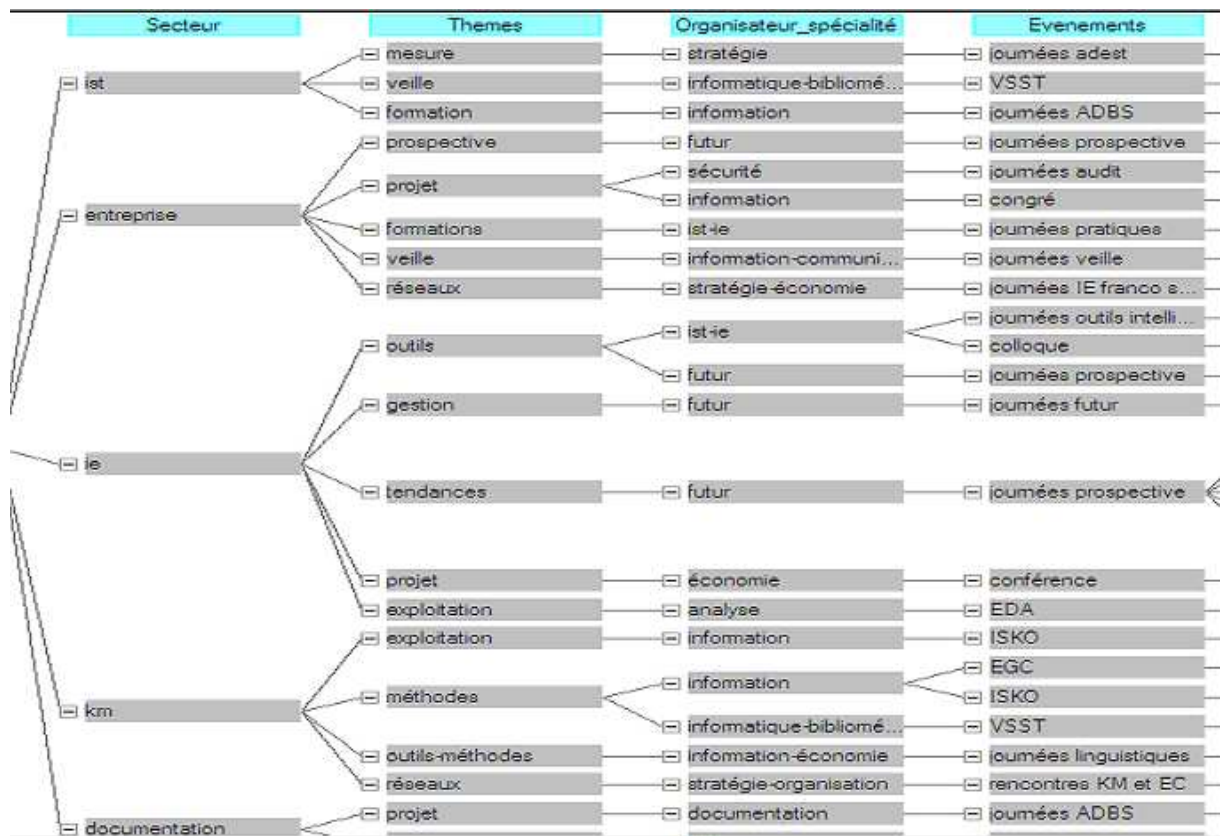 Secteur Themes Organisateur_spécialité Evenements
mesure stratégie journées adest
ist veille informatique-bibliomé... VSST
formation information journées ADBS
prospective futur journées prospective
projet sécurité journées audit
information congré
entreprise formations ist-ie journées pratiques
veille information-communi... journées veille
réseaux stratégie-économie journées IE franco s...
outils ist-ie journées outils intelli...
colloque
futur journées prospective
gestion futur journées futur
ie
tendances futur journées prospective
projet économie conférence
exploitation analyse EDA
exploitation information ISKO
méthodes information EGC
ISKO
km informatique-bibliomé... VSST
outils-méthodes information-économie journées linguistiques
réseaux stratégie-organisation rencontres KM et EC
projet documentation journées ADBS
documentation